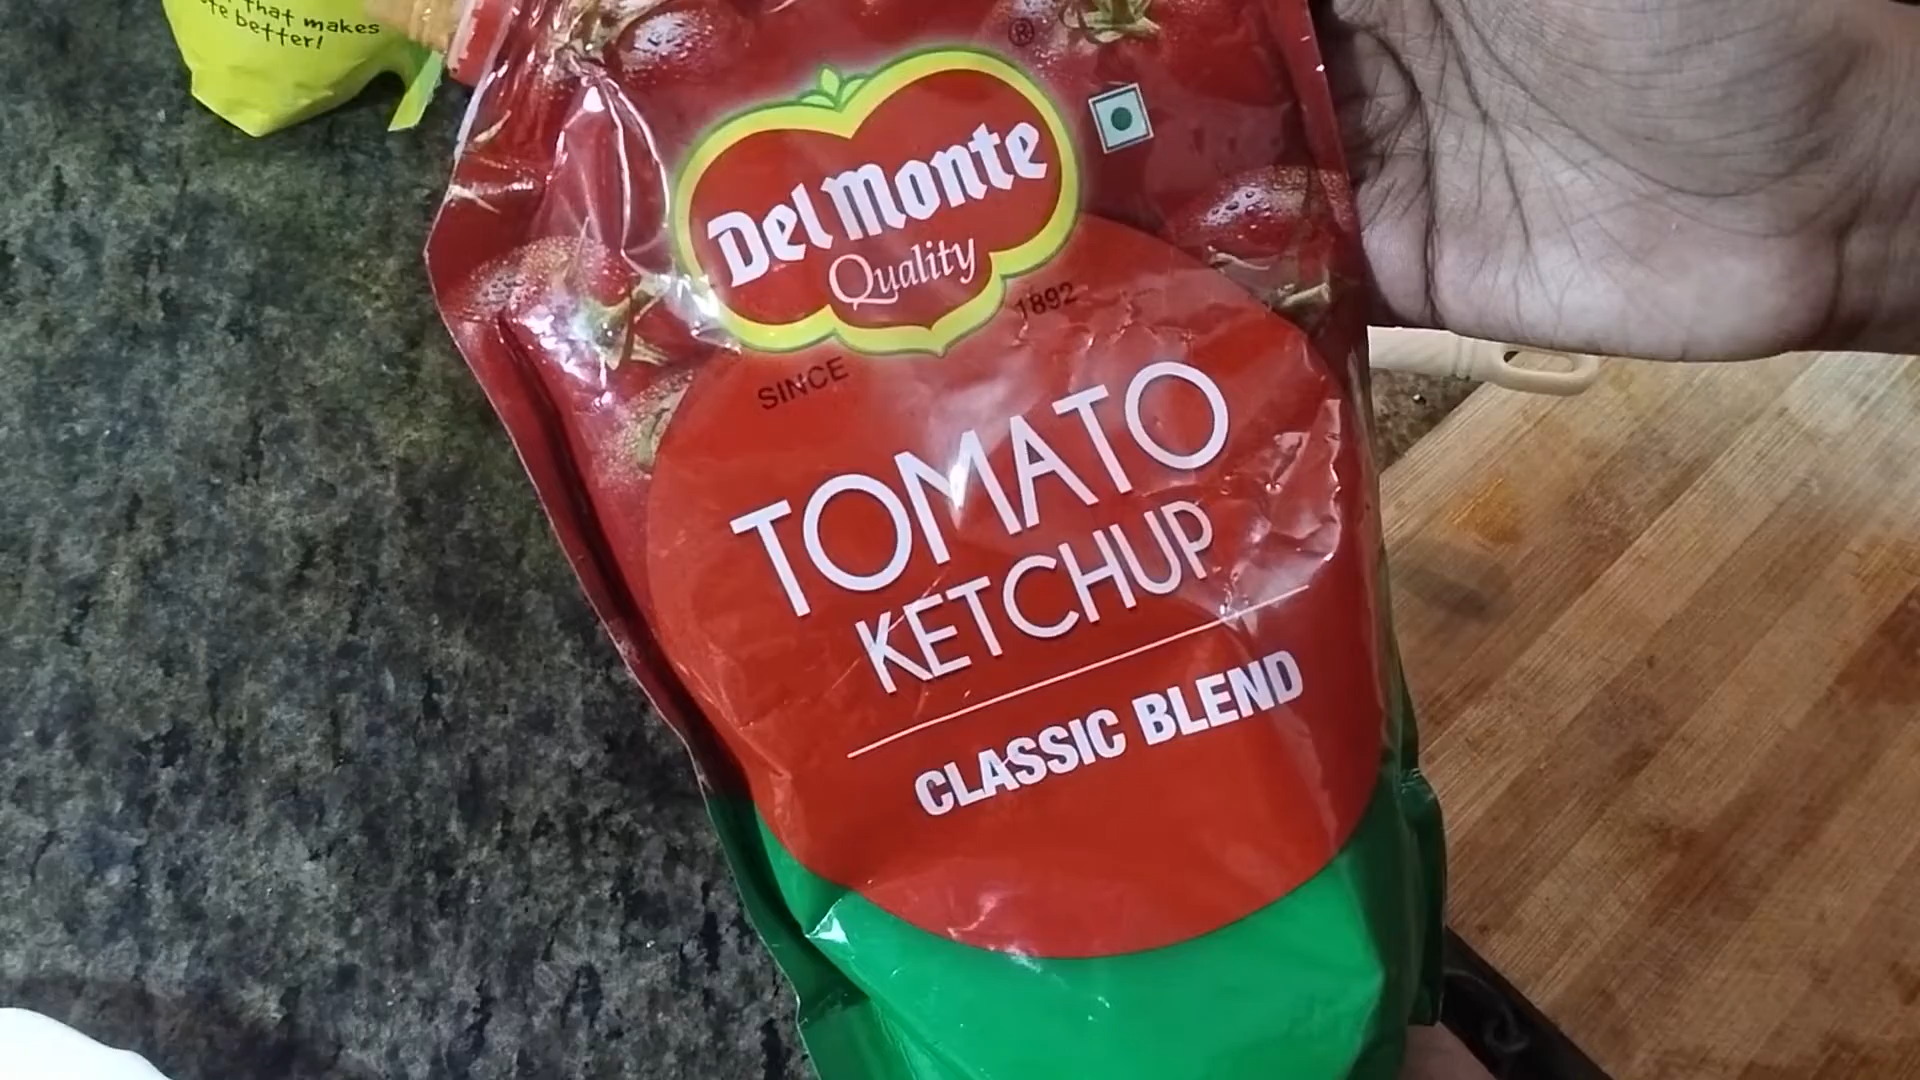 that makes
better!
®
Del Monte
Quality
SINCE 1892
TOMATO
KETCHUP
CLASSIC BLEND